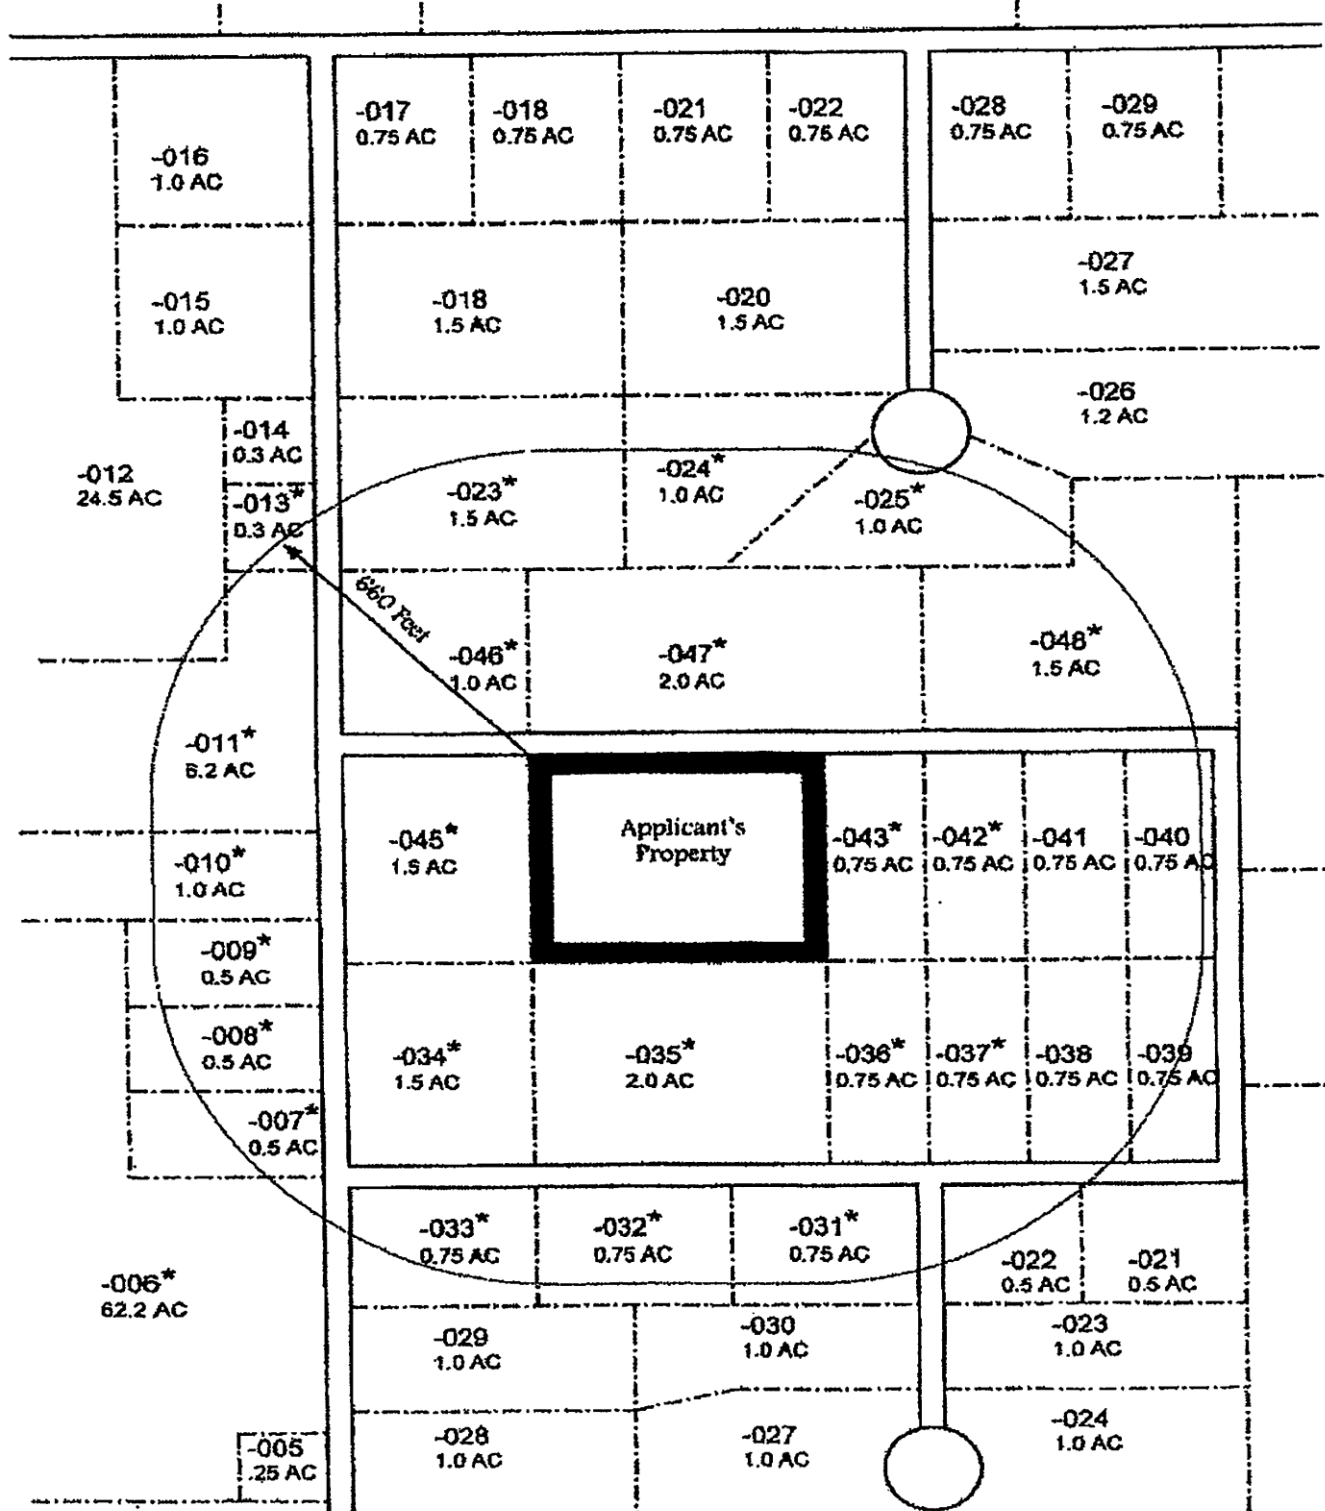 -017
0.75 AC
-018
0.75 AC
-021
0.75 AC
-022
0.75 AC
-028
0.75 AC
-029
0.75 AC
-016
1.0 AC
-015
1.0 AC
-018
1.5 AC
-020
1.5 AC
-027
1.5 AC
-026
1.2 AC
-014
0.3 AC
-012
24.5 AC
-013*
0.3 AC
-023*
1.5 AC
-024*
1.0 AC
-025*
1.0 AC
660 Feet
-046*
1.0 AC
-047*
2.0 AC
-048*
1.5 AC
-011*
6.2 AC
-045*
1.5 AC
Applicant's
Property
-043*
0.75 AC
-042*
0.75 AC
-041
0.75 AC
-040
0.75 AC
-010*
1.0 AC
-009*
0.5 AC
-008*
0.5 AC
-034*
1.5 AC
-035*
2.0 AC
-036*
0.75 AC
-037*
0.75 AC
-038
0.75 AC
-039
0.75 AC
-007*
0.5 AC
-033*
0.75 AC
-032*
0.75 AC
-031*
0.75 AC
-022
0.5 AC
-021
0.5 AC
-006*
62.2 AC
-029
1.0 AC
-030
1.0 AC
-023
1.0 AC
-028
1.0 AC
-027
1.0 AC
-024
1.0 AC
-005
.25 AC